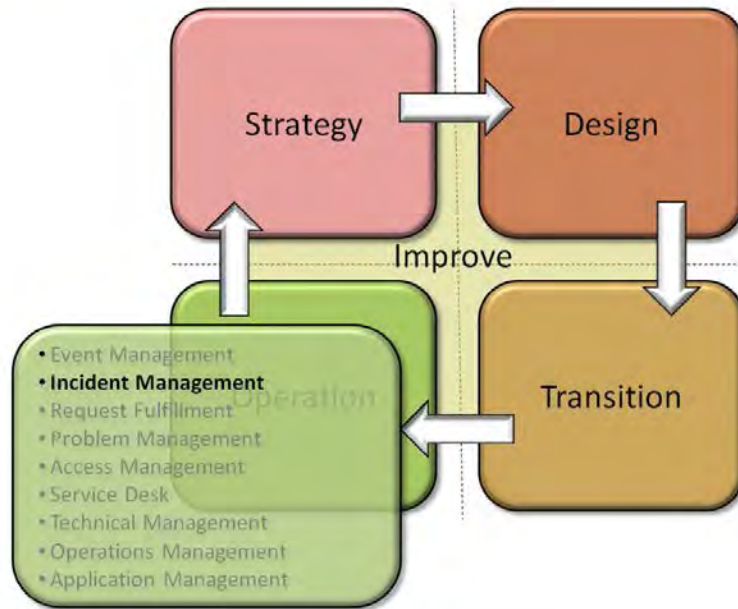 Strategy
Design
Improve
• Event Management
• Incident Management
• Request Fulfillment
• Problem Management
• Access Management
• Service Desk
• Technical Management
• Operations Management
• Application Management
Operation
Transition